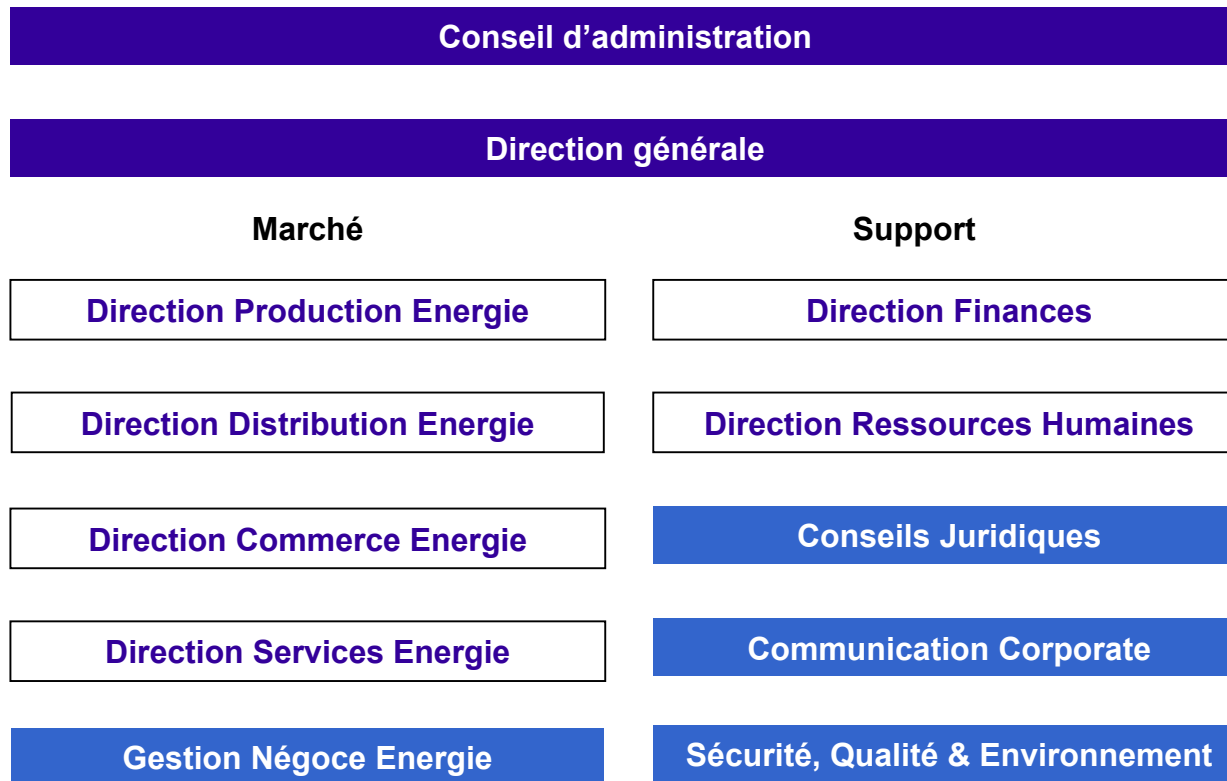 Conseil d’administration
Direction générale
Marché
Support
Direction Production Energie
Direction Finances
Direction Distribution Energie
Direction Ressources Humaines
Direction Commerce Energie
Conseils Juridiques
Direction Services Energie
Communication Corporate
Gestion Négoce Energie
Sécurité, Qualité & Environnement